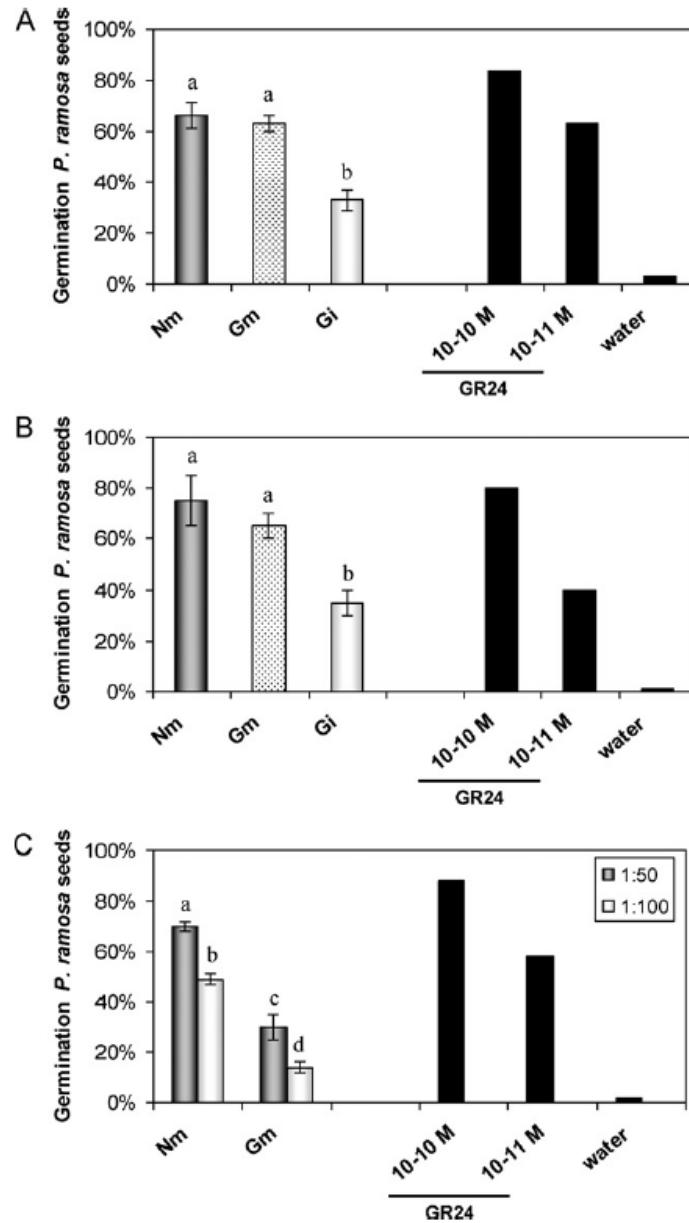 A
Germination P. ramosa seeds
100%
80%
60%
40%
20%
0%
a
a
b
Nm
Gm
Gi
10-10 M
10-11 M
water
GR24
B
Germination P. ramosa seeds
100%
80%
60%
40%
20%
0%
a
a
b
Nm
Gm
Gi
10-10 M
10-11 M
water
GR24
C
Germination P. ramosa seeds
100%
80%
60%
40%
20%
0%
a
b
c
d
1:50
1:100
Nm
Gm
10-10 M
10-11 M
water
GR24